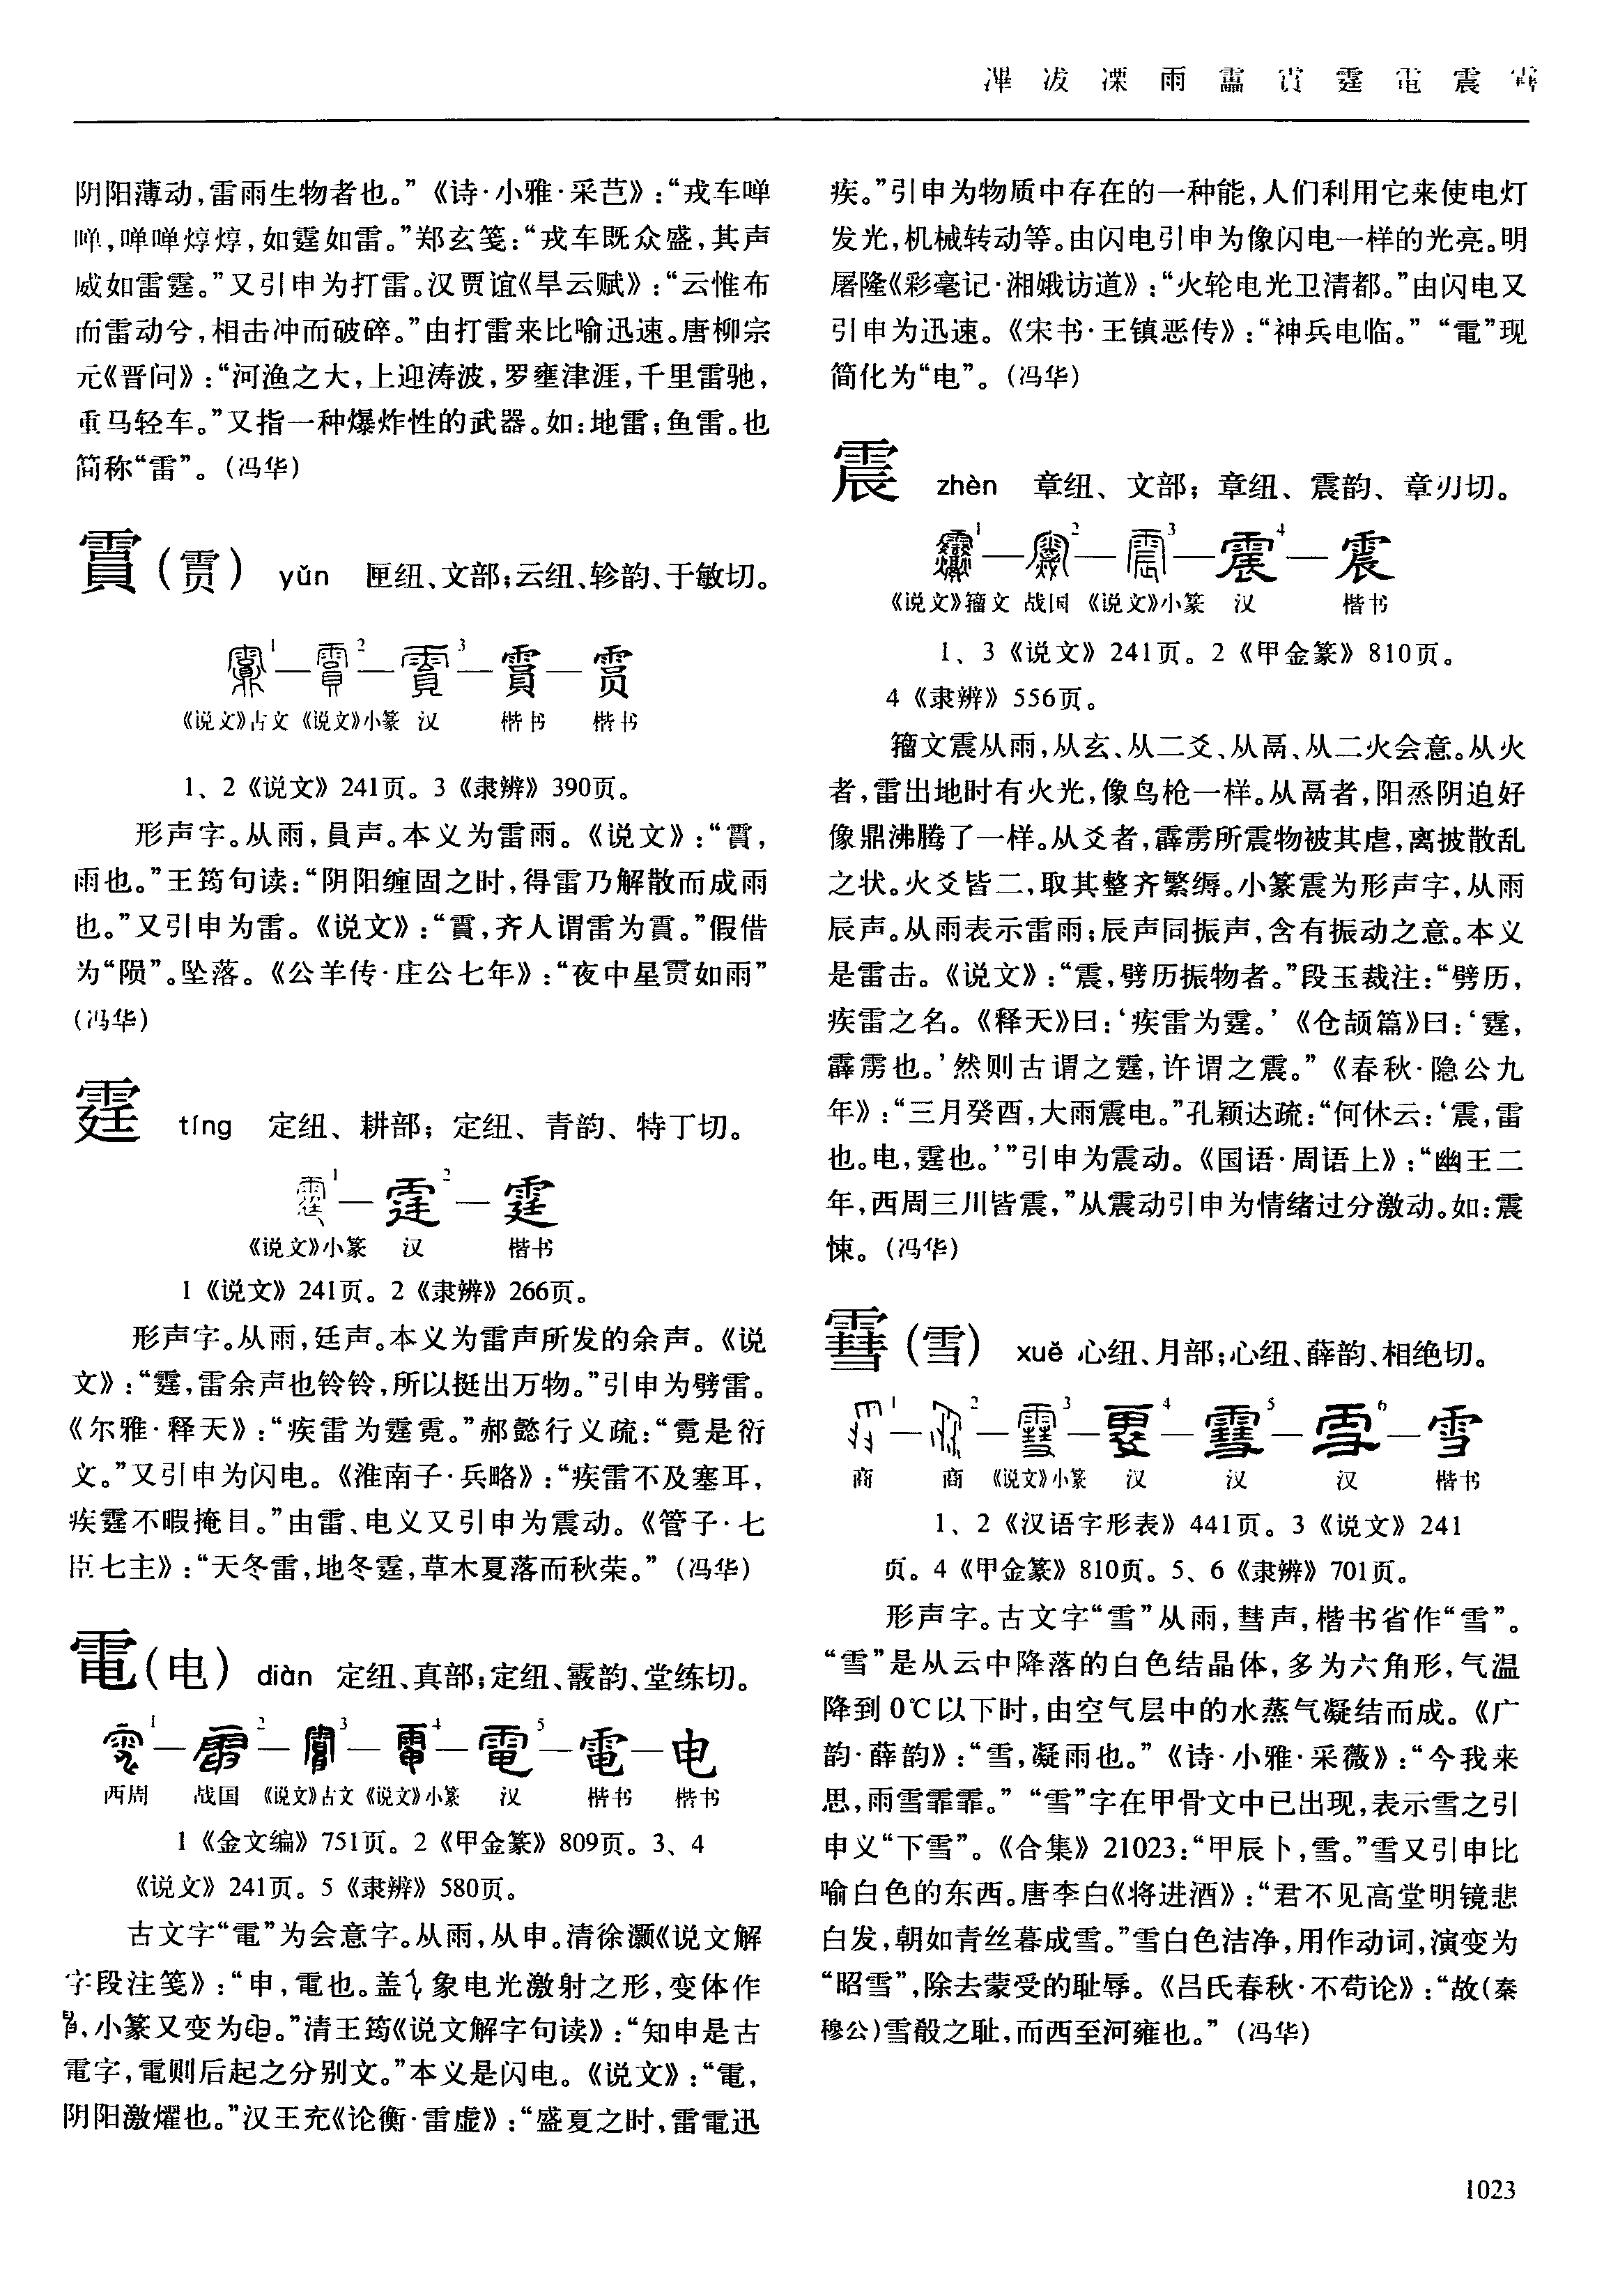 滭 冹 凓 雨 靁 霣 霆 電 震 䨮
阴阳薄动，雷雨生物者也。”《诗·小雅·采芑》：“戎车啴
啴，啴啴焞焞，如霆如雷。”郑玄笺：“戎车既众盛，其声
威如雷霆。”又引申为打雷。汉贾谊《旱云赋》：“云惟布
而雷动兮，相击冲而破碎。”由打雷来比喻迅速。唐柳宗
元《晋问》：“河渔之大，上迎涛波，罗壅津涯，千里雷驰，
重马轻车。”又指一种爆炸性的武器。如：地雷；鱼雷。也
简称“雷”。（冯华）
霣（䨏） yǔn 匣纽、文部；云纽、轸韵、于敏切。
1 — 2 — 3 — 霣 — 䨏
《说文》古文 《说文》小篆 汉 楷书 楷书
1、2《说文》241页。3《隶辨》390页。
形声字。从雨，員声。本义为雷雨。《说文》：“霣，
雨也。”王筠句读：“阴阳缠固之时，得雷乃解散而成雨
也。”又引申为雷。《说文》：“霣，齐人谓雷为霣。”假借
为“陨”。坠落。《公羊传·庄公七年》：“夜中星䨏如雨”
（冯华）
霆 tíng 定纽、耕部；定纽、青韵、特丁切。
1 — 霆2 — 霆
《说文》小篆 汉 楷书
1《说文》241页。2《隶辨》266页。
形声字。从雨，廷声。本义为雷声所发的余声。《说
文》：“霆，雷余声也铃铃，所以挺出万物。”引申为劈雷。
《尔雅·释天》：“疾雷为霆霓。”郝懿行义疏：“霓是衍
文。”又引申为闪电。《淮南子·兵略》：“疾雷不及塞耳，
疾霆不暇掩目。”由雷、电义又引申为震动。《管子·七
臣七主》：“天冬雷，地冬霆，草木夏落而秋荣。”（冯华）
電（电） diàn 定纽、真部；定纽、霰韵、堂练切。
1 — 2 — 3 — 4 — 電5 — 電 — 电
西周 战国 《说文》古文 《说文》小篆 汉 楷书 楷书
1《金文编》751页。2《甲金篆》809页。3、4
《说文》241页。5《隶辨》580页。
古文字“電”为会意字。从雨，从申。清徐灏《说文解
字段注笺》：“申，電也。盖象电光激射之形，变体作
，小篆又变为。”清王筠《说文解字句读》：“知申是古
電字，電则后起之分别文。”本义是闪电。《说文》：“電，
阴阳激燿也。”汉王充《论衡·雷虚》：“盛夏之时，雷電迅
疾。”引申为物质中存在的一种能，人们利用它来使电灯
发光，机械转动等。由闪电引申为像闪电一样的光亮。明
屠隆《彩毫记·湘娥访道》：“火轮电光卫清都。”由闪电又
引申为迅速。《宋书·王镇恶传》：“神兵电临。”“電”现
简化为“电”。（冯华）
震 zhèn 章纽、文部；章纽、震韵、章刃切。
1 — 2 — 3 — 震4 — 震
《说文》籀文 战国 《说文》小篆 汉 楷书
1、3《说文》241页。2《甲金篆》810页。
4《隶辨》556页。
籀文震从雨，从玄、从二爻、从鬲、从二火会意。从火
者，雷出地时有火光，像鸟枪一样。从鬲者，阳烝阴迫好
像鼎沸腾了一样。从爻者，霹雳所震物被其虐，离披散乱
之状。火爻皆二，取其整齐繁缛。小篆震为形声字，从雨
辰声。从雨表示雷雨；辰声同振声，含有振动之意。本义
是雷击。《说文》：“震，劈历振物者。”段玉裁注：“劈历，
疾雷之名。《释天》曰：‘疾雷为霆。’《仓颉篇》曰：‘霆，
霹雳也。’然则古谓之霆，许谓之震。”《春秋·隐公九
年》：“三月癸酉，大雨震电。”孔颖达疏：“何休云：‘震，雷
也。电，霆也。’”引申为震动。《国语·周语上》：“幽王二
年，西周三川皆震，”从震动引申为情绪过分激动。如：震
悚。（冯华）
䨮（雪） xuě 心纽、月部；心纽、薛韵、相绝切。
1 — 2 — 3 — 4 — 䨮5 — 雪6 — 雪
商 商 《说文》小篆 汉 汉 汉 楷书
1、2《汉语字形表》441页。3《说文》241
页。4《甲金篆》810页。5、6《隶辨》701页。
形声字。古文字“雪”从雨，彗声，楷书省作“雪”。
“雪”是从云中降落的白色结晶体，多为六角形，气温
降到0℃以下时，由空气层中的水蒸气凝结而成。《广
韵·薛韵》：“雪，凝雨也。”《诗·小雅·采薇》：“今我来
思，雨雪霏霏。”“雪”字在甲骨文中已出现，表示雪之引
申义“下雪”。《合集》21023：“甲辰卜，雪。”雪又引申比
喻白色的东西。唐李白《将进酒》：“君不见高堂明镜悲
白发，朝如青丝暮成雪。”雪白色洁净，用作动词，演变为
“昭雪”，除去蒙受的耻辱。《吕氏春秋·不苟论》：“故（秦
穆公）雪殽之耻，而西至河雍也。”（冯华）
1023